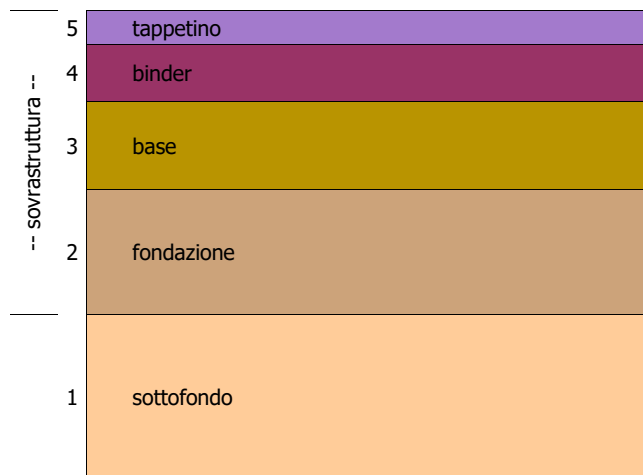 5 tappetino
4 binder
3 base
2 fondazione
1 sottofondo
-- sovrastruttura --